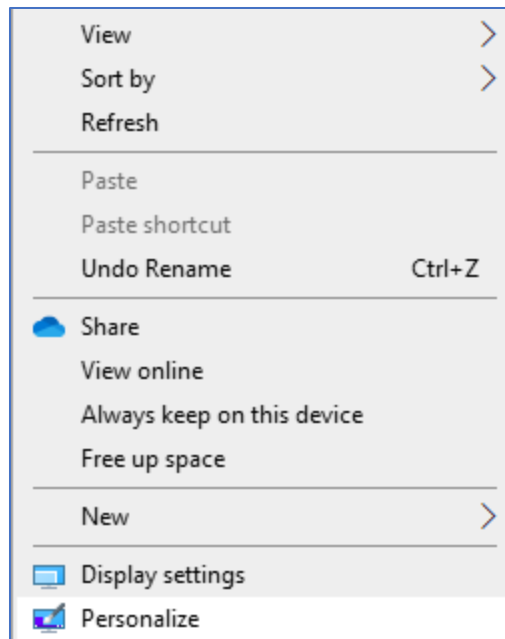 View
Sort by
Refresh
Paste
Paste shortcut
Undo Rename Ctrl+Z
Share
View online
Always keep on this device
Free up space
New
Display settings
Personalize